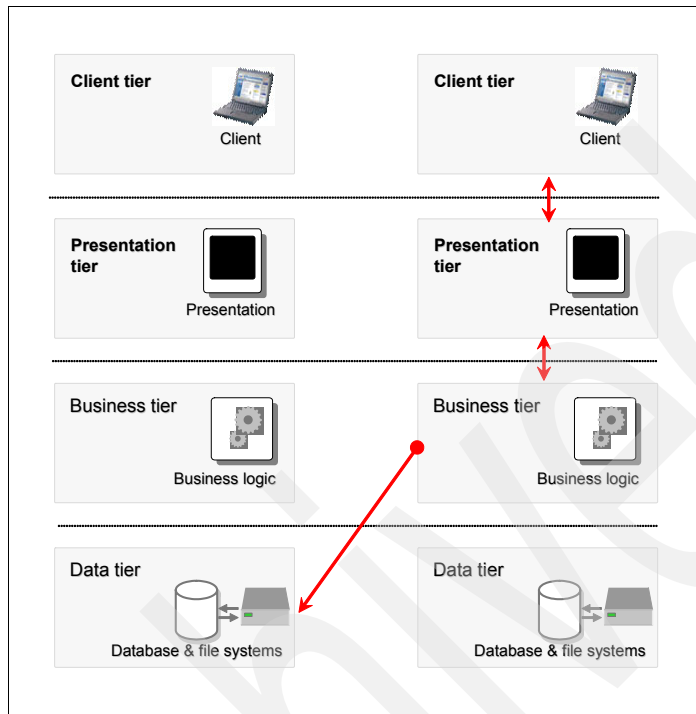 Client tier
Client
Client tier
Client
Presentation
tier
Presentation
Presentation
tier
Presentation
Business tier
Business logic
Business tier
Business logic
Data tier
Database & file systems
Data tier
Database & file systems